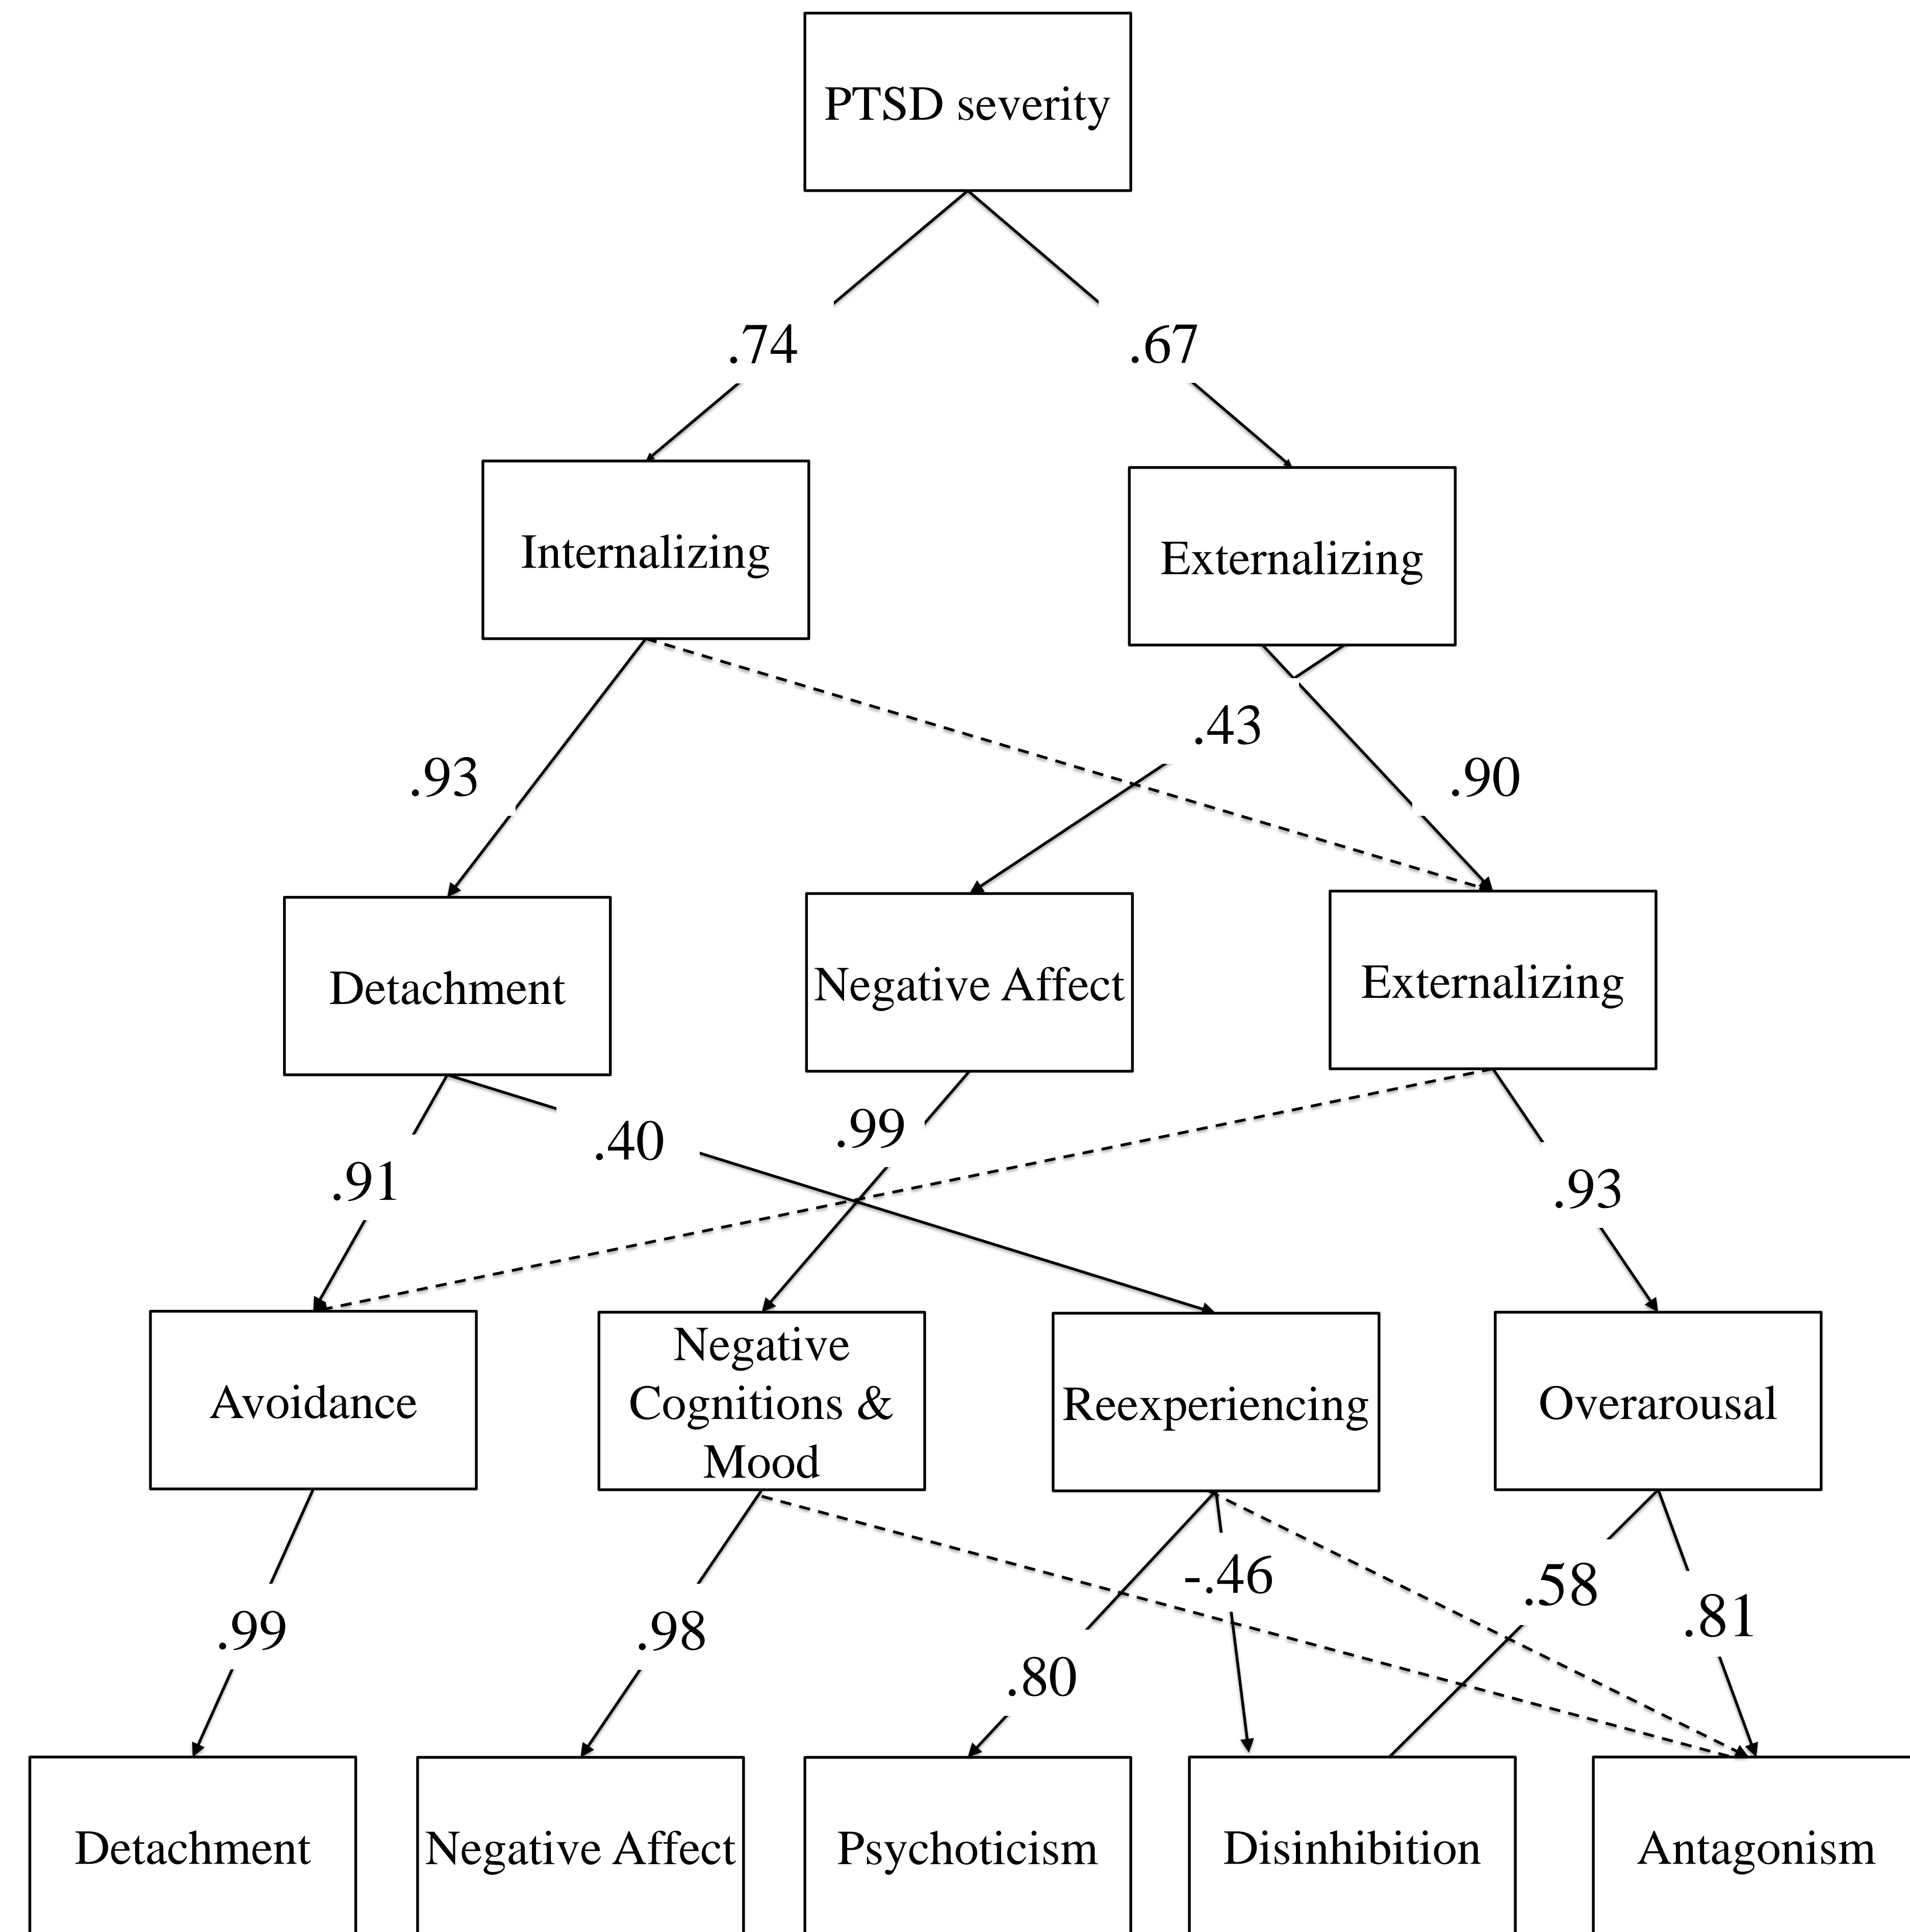 PTSD severity
.74
.67
Internalizing
Externalizing
.43
.93
.90
Detachment
Negative Affect
Externalizing
.40
.99
.91
.93
Avoidance
Negative
Cognitions &
Mood
Reexperiencing
Overarousal
-.46
.58
.81
.99
.98
.80
Detachment
Negative Affect
Psychoticism
Disinhibition
Antagonism